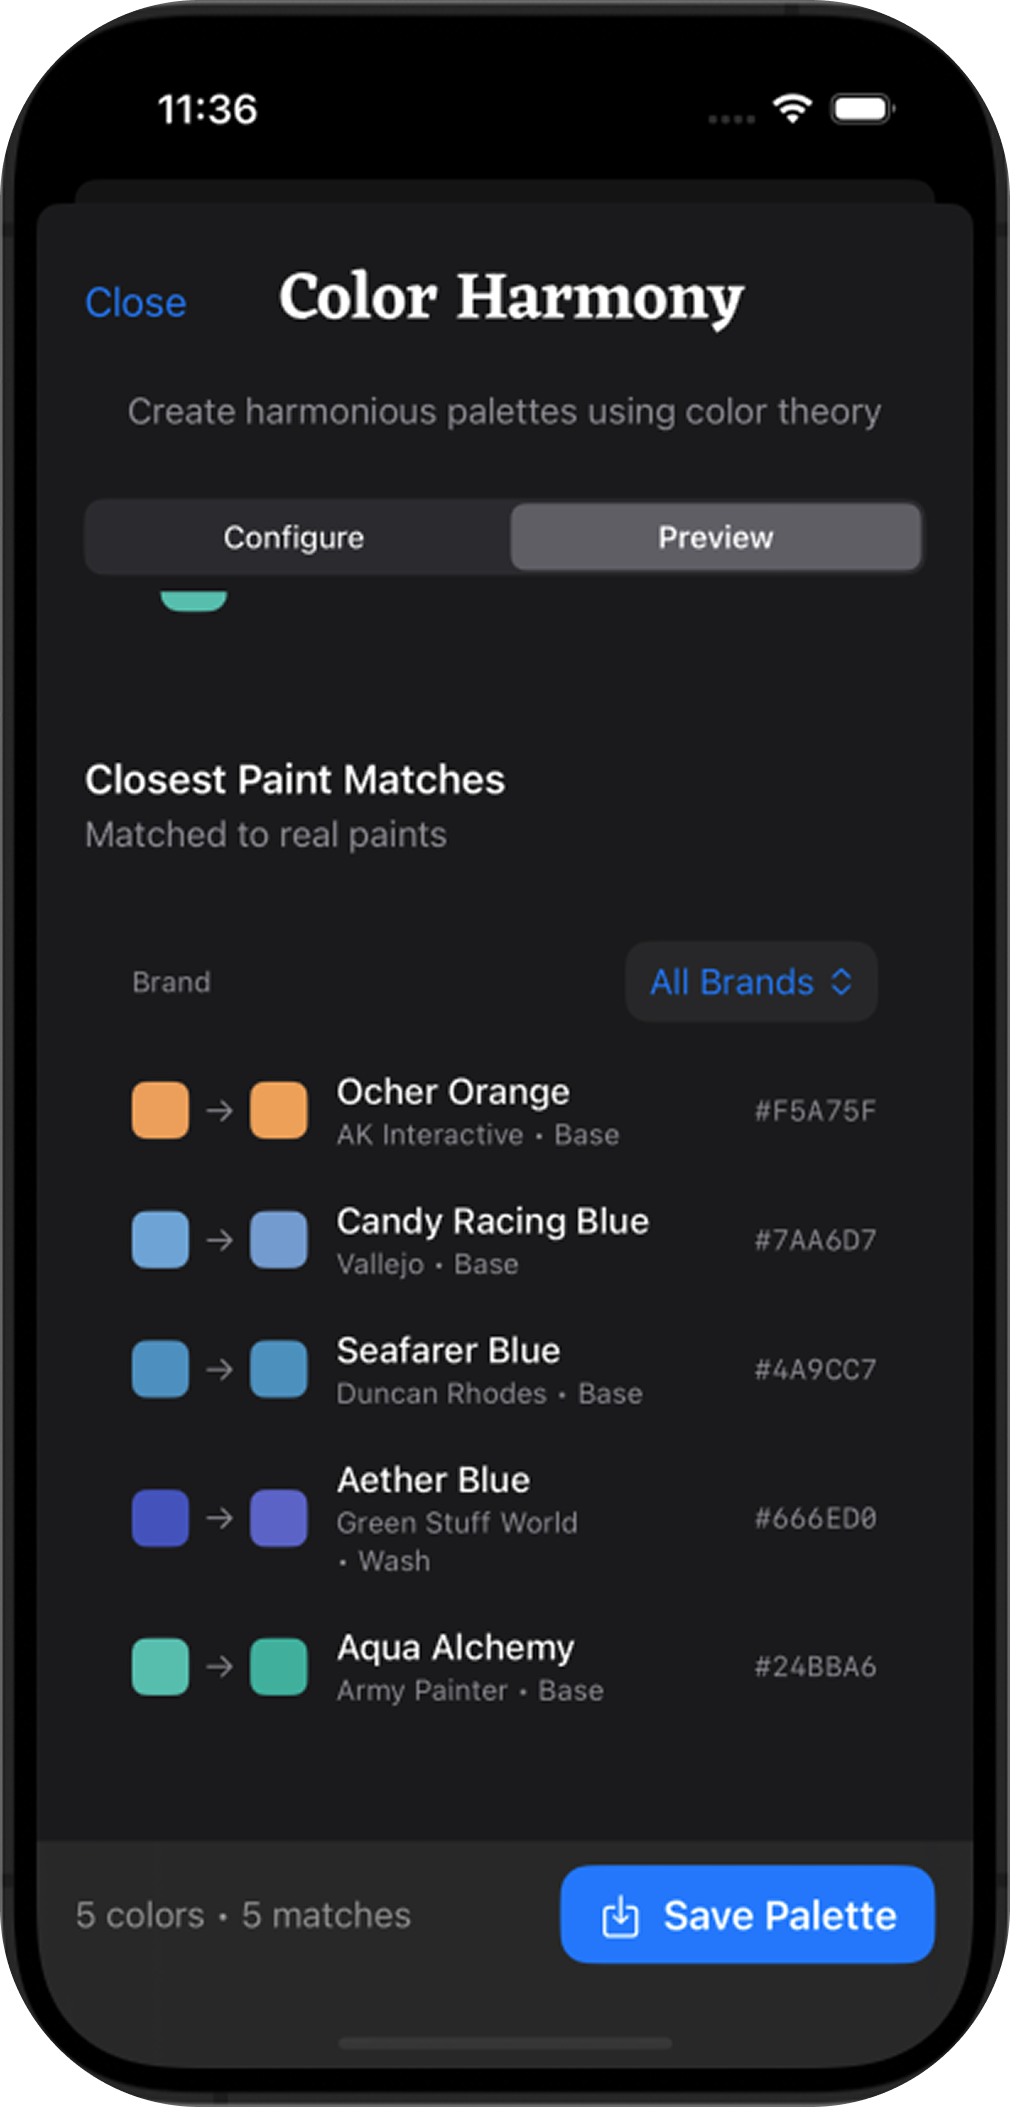 11:36
Close
Color Harmony
Create harmonious palettes using color theory
Configure
Preview
Closest Paint Matches
Matched to real paints
Brand
All Brands
Ocher Orange
AK Interactive • Base
#F5A75F
Candy Racing Blue
Vallejo • Base
#7AA6D7
Seafarer Blue
Duncan Rhodes • Base
#4A9CC7
Aether Blue
Green Stuff World
• Wash
#666ED0
Aqua Alchemy
Army Painter • Base
#24BBA6
5 colors • 5 matches
Save Palette